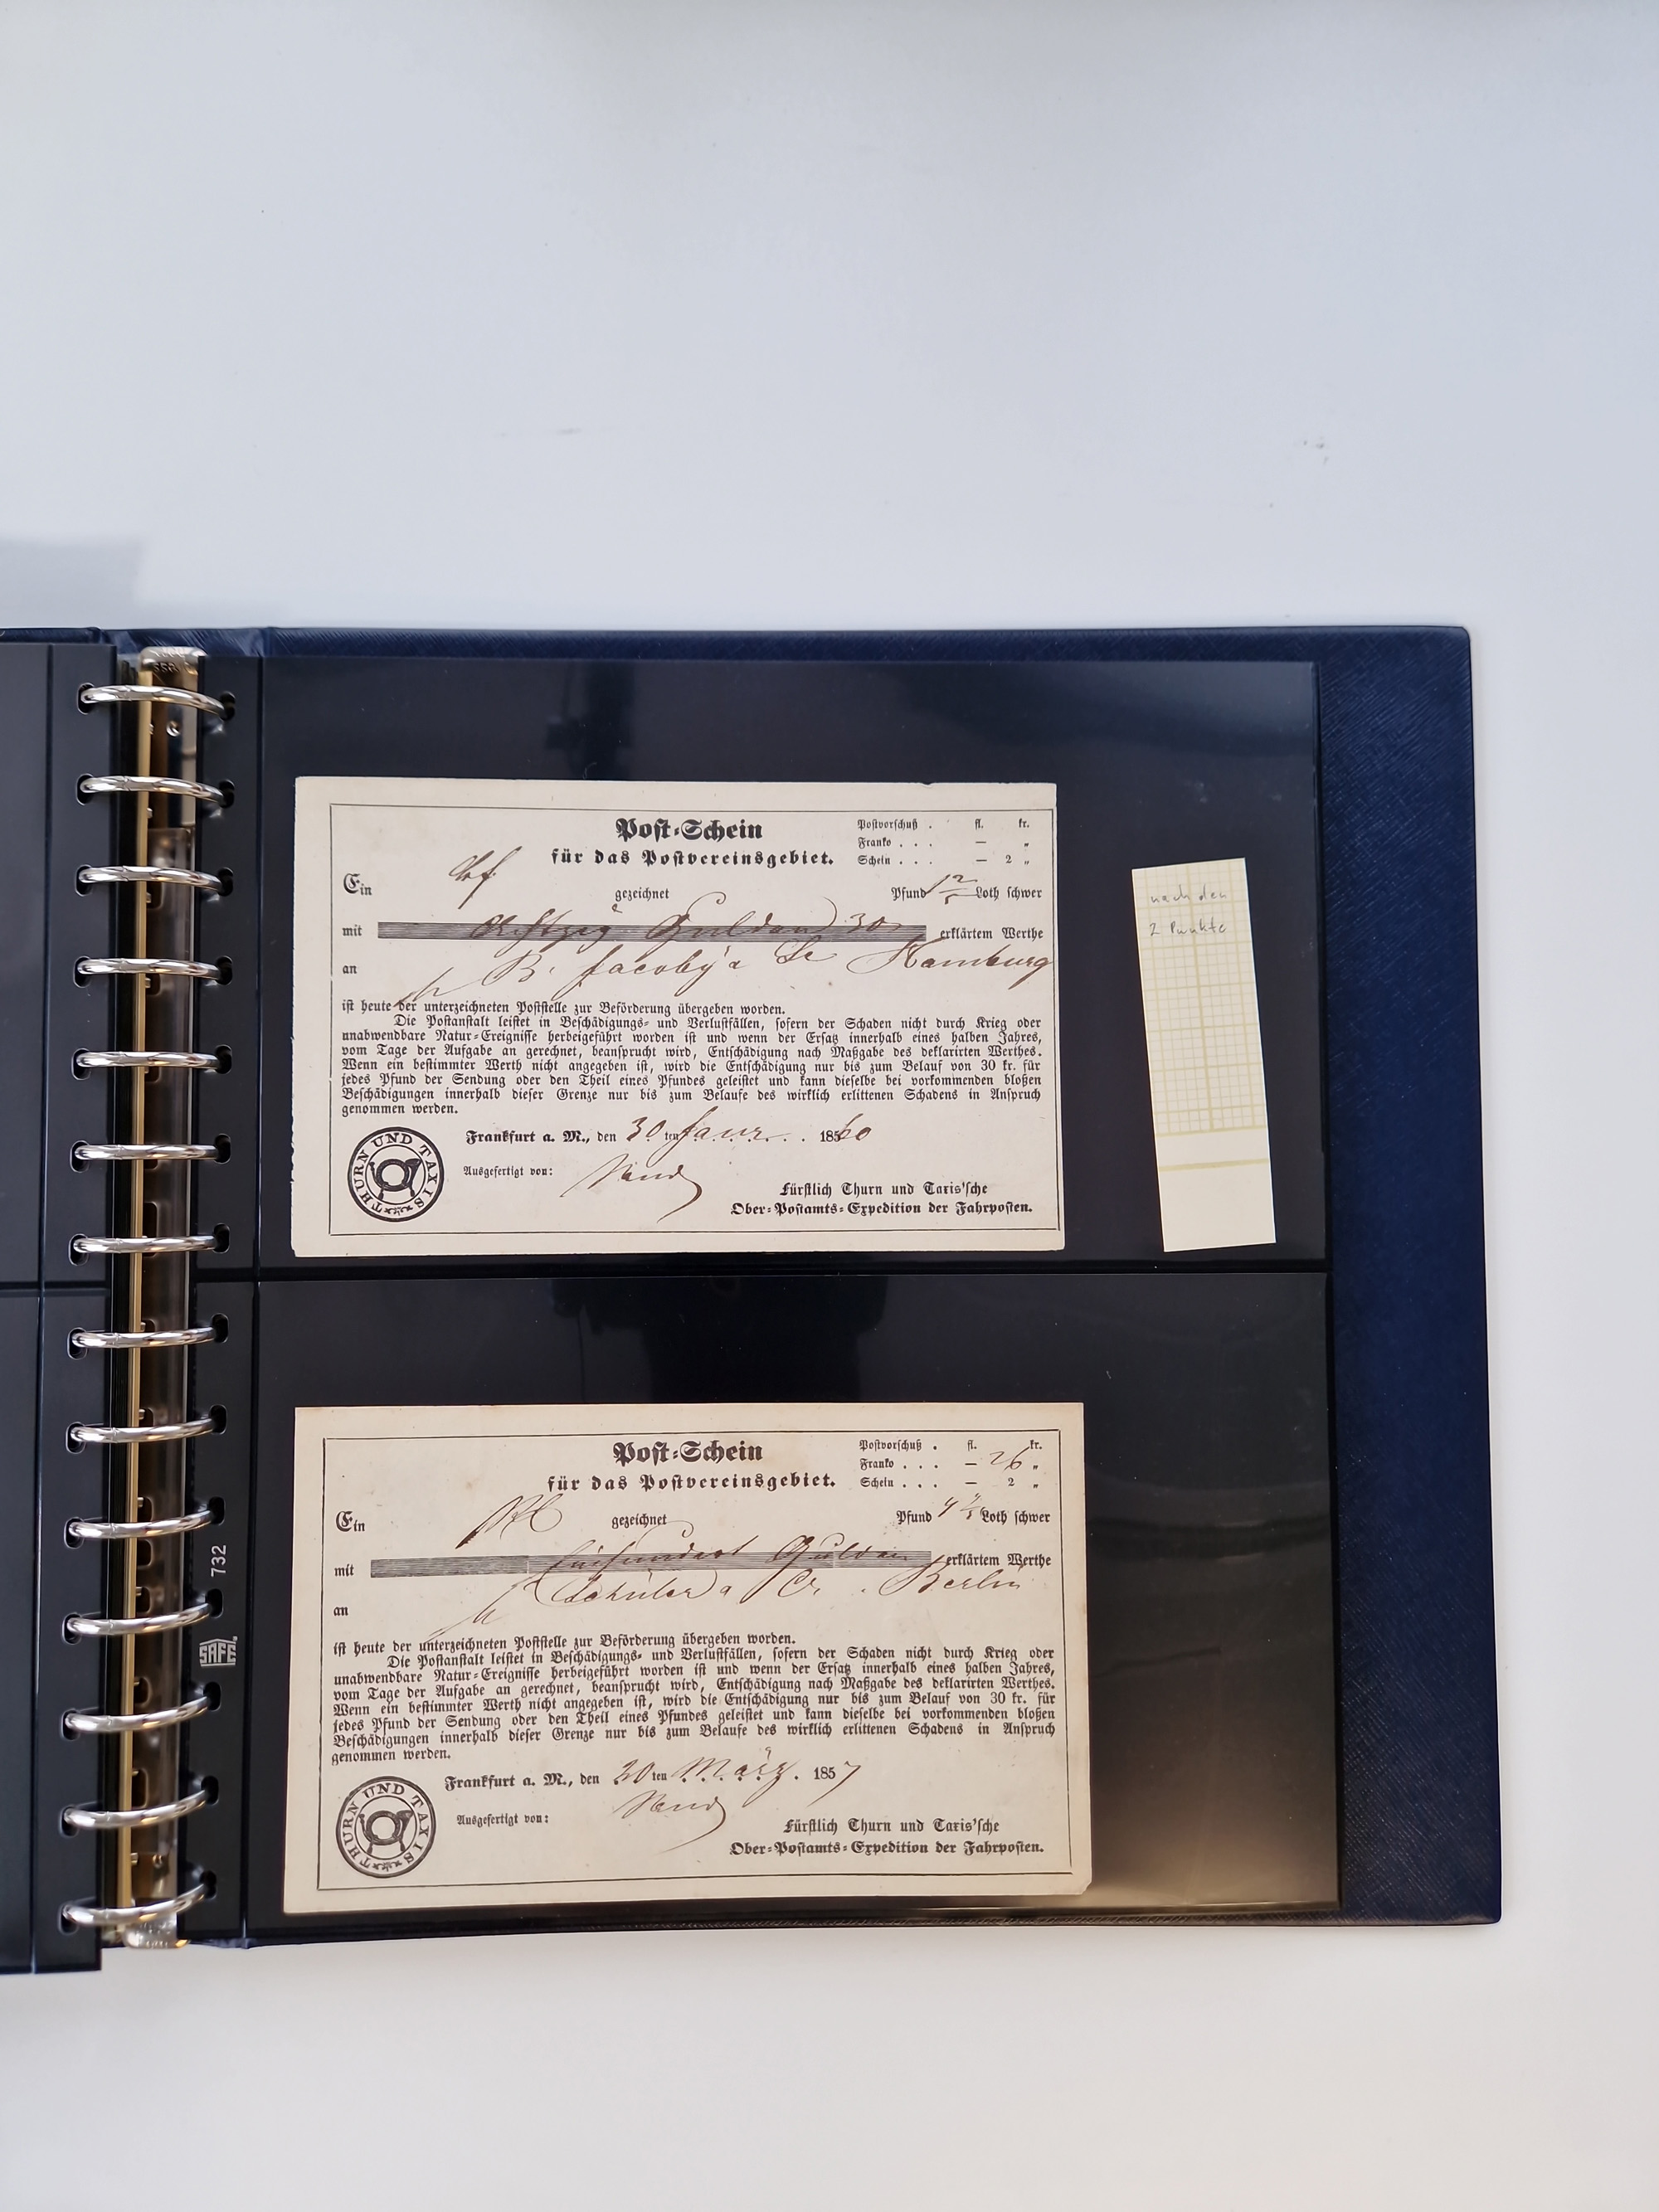 Post-Schein
für das Postvereinsgebiet.
Postvorschuß . fl. kr.
Franko . . . — „
Schein . . . — 2 „
Ein gezeichnet Pfund Loth schwer
mit Achtzig Gulden 30 erklärtem Werthe
an B. Jacoby & Hamburg
ist heute der unterzeichneten Poststelle zur Beförderung übergeben worden.
Die Postanstalt leistet in Beschädigungs- und Verlustfällen, sofern der Schaden nicht durch Krieg oder
unabwendbare Natur-Ereignisse herbeigeführt worden ist und wenn der Ersatz innerhalb eines halben Jahres,
vom Tage der Aufgabe an gerechnet, beansprucht wird, Entschädigung nach Maßgabe des deklarirten Werthes.
Wenn ein bestimmter Werth nicht angegeben ist, wird die Entschädigung nur bis zum Belauf von 30 kr. für
jedes Pfund der Sendung oder den Theil eines Pfundes geleistet und kann dieselbe bei vorkommenden bloßen
Beschädigungen innerhalb dieser Grenze nur bis zum Belaufe des wirklich erlittenen Schadens in Anspruch
genommen werden.
Frankfurt a. M., den 30 ten Janr. 1860
Ausgefertigt von:
THURN UND TAXIS
Fürstlich Thurn und Taxis'sche
Ober-Postamts-Expedition der Fahrposten.
nach den
2 Punkte
Post-Schein
für das Postvereinsgebiet.
Postvorschuß . fl. kr.
Franko . . . — 26 „
Schein . . . — 2 „
Ein gezeichnet Pfund Loth schwer
mit Gulden erklärtem Werthe
an Schüler & Co. Berlin
ist heute der unterzeichneten Poststelle zur Beförderung übergeben worden.
Die Postanstalt leistet in Beschädigungs- und Verlustfällen, sofern der Schaden nicht durch Krieg oder
unabwendbare Natur-Ereignisse herbeigeführt worden ist und wenn der Ersatz innerhalb eines halben Jahres,
vom Tage der Aufgabe an gerechnet, beansprucht wird, Entschädigung nach Maßgabe des deklarirten Werthes.
Wenn ein bestimmter Werth nicht angegeben ist, wird die Entschädigung nur bis zum Belauf von 30 kr. für
jedes Pfund der Sendung oder den Theil eines Pfundes geleistet und kann dieselbe bei vorkommenden bloßen
Beschädigungen innerhalb dieser Grenze nur bis zum Belaufe des wirklich erlittenen Schadens in Anspruch
genommen werden.
Frankfurt a. M., den 20 ten März. 1857
Ausgefertigt von:
THURN UND TAXIS
Fürstlich Thurn und Taxis'sche
Ober-Postamts-Expedition der Fahrposten.
732
SAFE